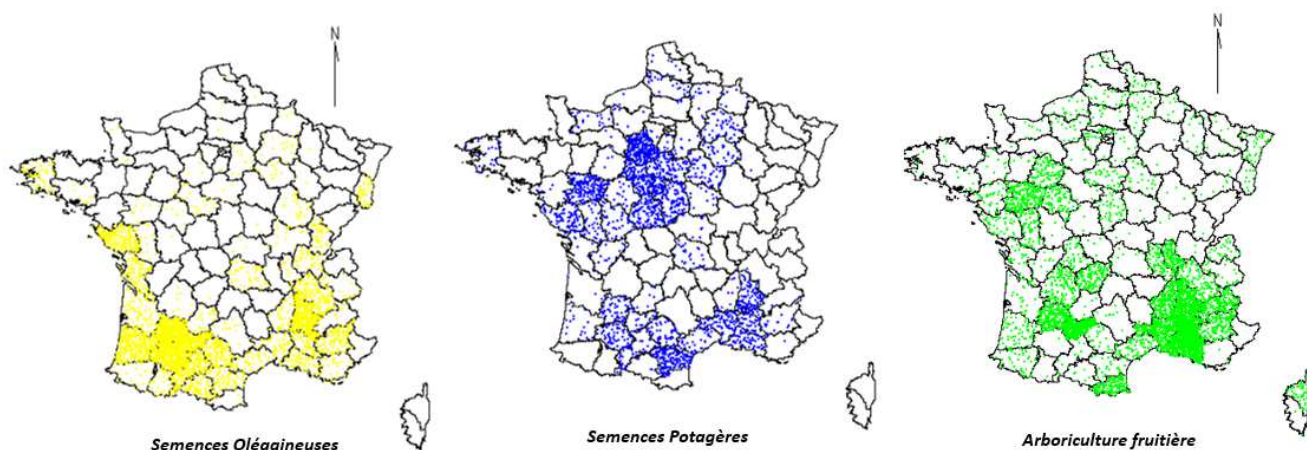 N
N
Semences Oléagineuses
Semences Potagères
Arboriculture fruitière